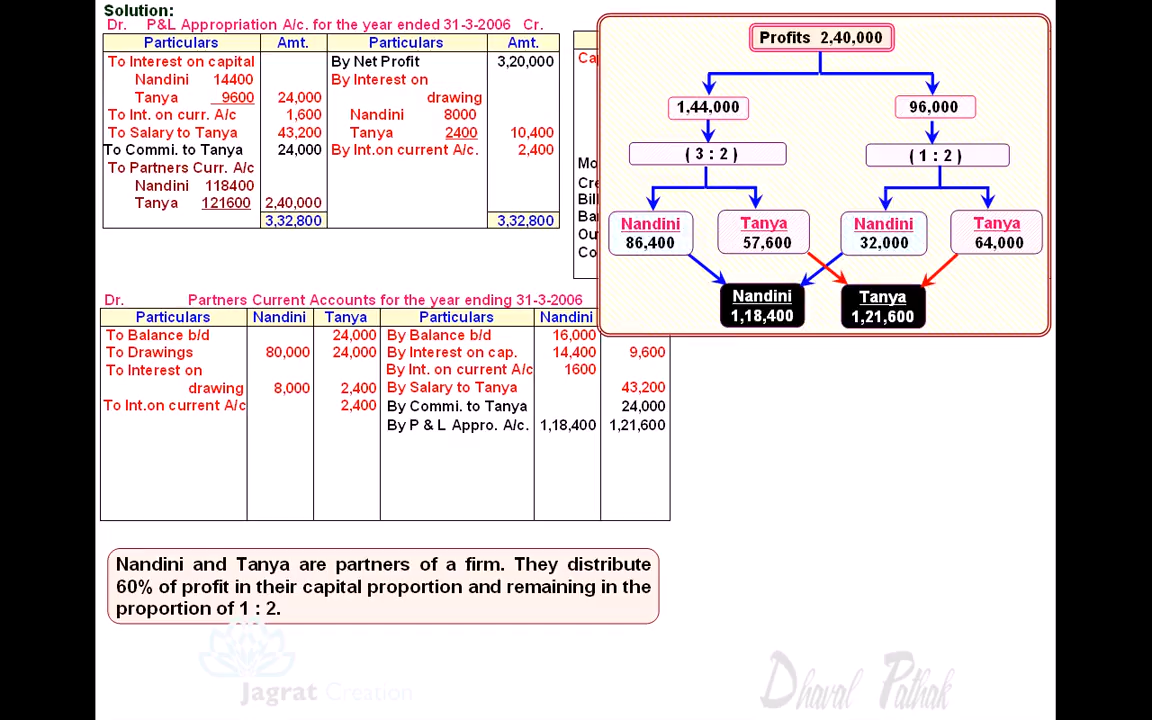 Solution:
Dr. P&L Appropriation A/c. for the year ended 31-3-2006 Cr.
Particulars Amt. Particulars Amt.
To Interest on capital By Net Profit 3,20,000
Nandini 14400 By Interest on
Tanya 9600 24,000 drawing
To Int. on curr. A/c 1,600 Nandini 8000
To Salary to Tanya 43,200 Tanya 2400 10,400
To Commi. to Tanya 24,000 By Int.on current A/c. 2,400
To Partners Curr. A/c
Nandini 118400
Tanya 121600 2,40,000
3,32,800 3,32,800
Profits 2,40,000
1,44,000 96,000
( 3 : 2 ) ( 1 : 2 )
Nandini Tanya Nandini Tanya
86,400 57,600 32,000 64,000
Nandini Tanya
1,18,400 1,21,600
Dr. Partners Current Accounts for the year ending 31-3-2006
Particulars Nandini Tanya Particulars Nandini
To Balance b/d 24,000 By Balance b/d 16,000
To Drawings 80,000 24,000 By Interest on cap. 14,400 9,600
To Interest on By Int. on current A/c 1600
drawing 8,000 2,400 By Salary to Tanya 43,200
To Int.on current A/c 2,400 By Commi. to Tanya 24,000
By P & L Appro. A/c. 1,18,400 1,21,600
Nandini and Tanya are partners of a firm. They distribute
60% of profit in their capital proportion and remaining in the
proportion of 1 : 2.
Jagrat Creation
Dhaval Pathak